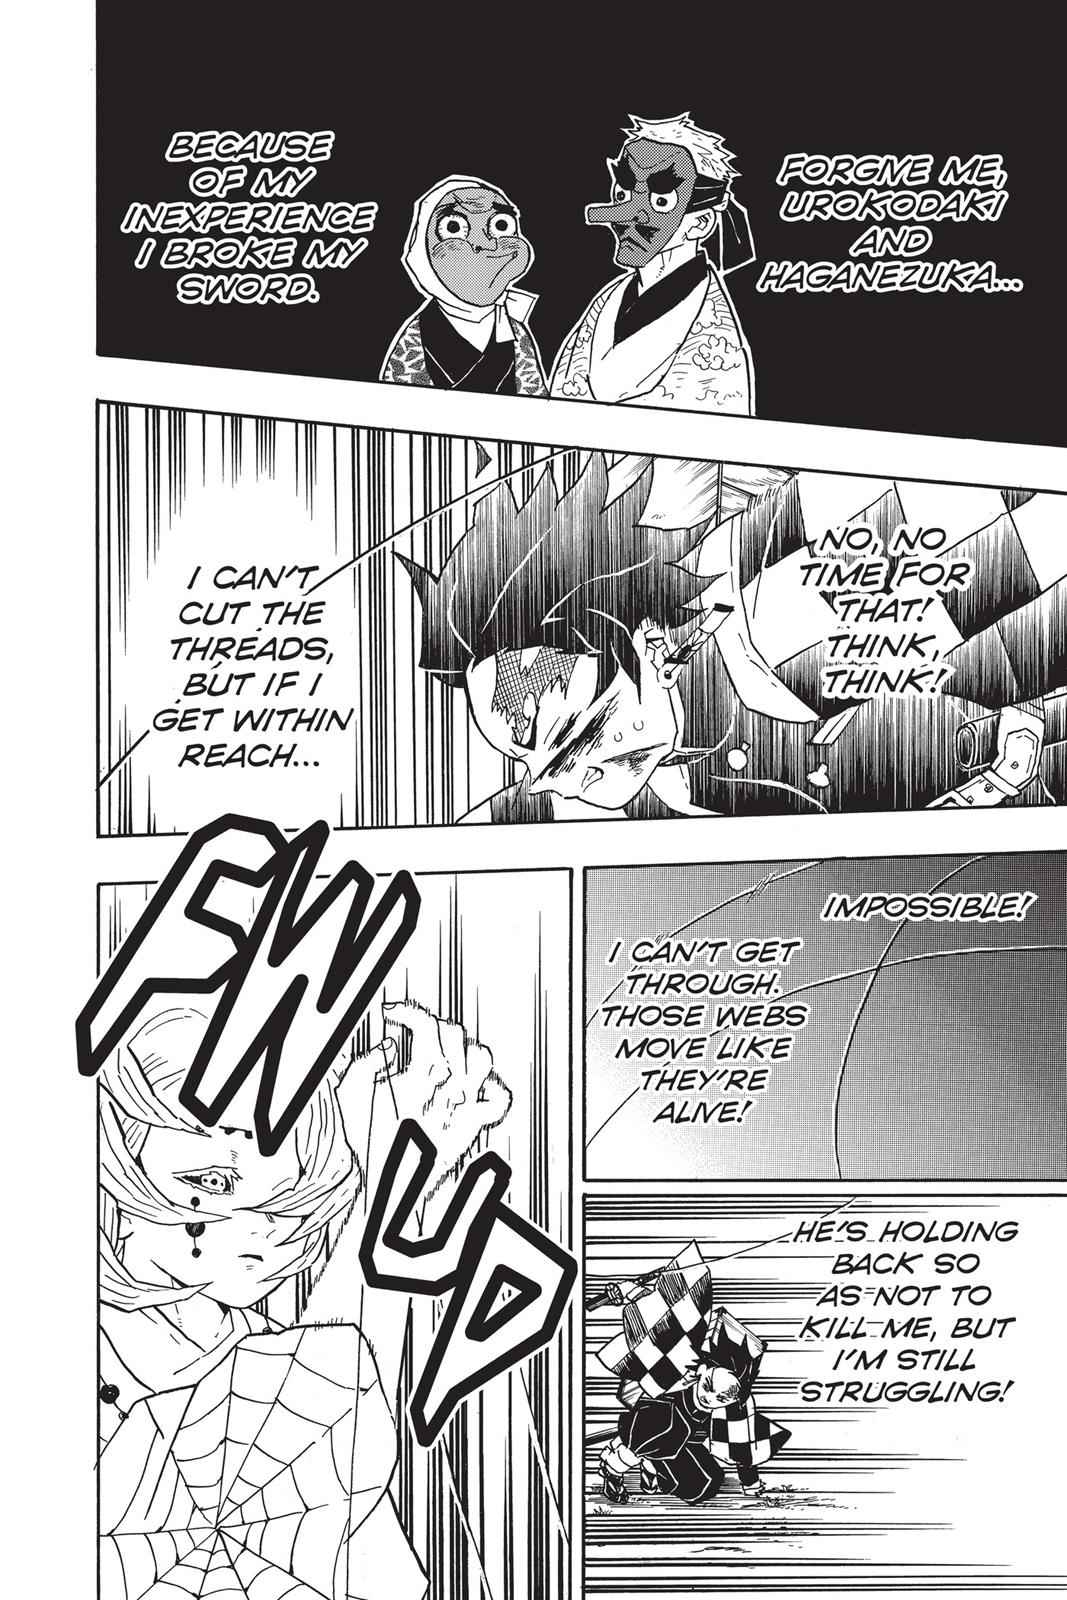 FORGIVE ME,
UROKODAKI
AND
HAGANEZUKA...
BECAUSE
OF MY
INEXPERIENCE
I BROKE MY
SWORD.
NO, NO
TIME FOR
THAT!
THINK,
THINK!
I CAN'T
CUT THE
THREADS,
BUT IF I
GET WITHIN
REACH...
IMPOSSIBLE!
I CAN'T GET
THROUGH.
THOSE WEBS
MOVE LIKE
THEY'RE
ALIVE!
HE'S HOLDING
BACK SO
AS NOT TO
KILL ME, BUT
I'M STILL
STRUGGLING!
FW
UD